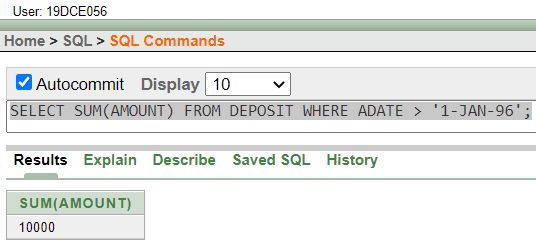 User: 19DCE056
Home > SQL > SQL Commands
Autocommit Display 10
SELECT SUM(AMOUNT) FROM DEPOSIT WHERE ADATE > '1-JAN-96';
Results Explain Describe Saved SQL History
SUM(AMOUNT)
10000